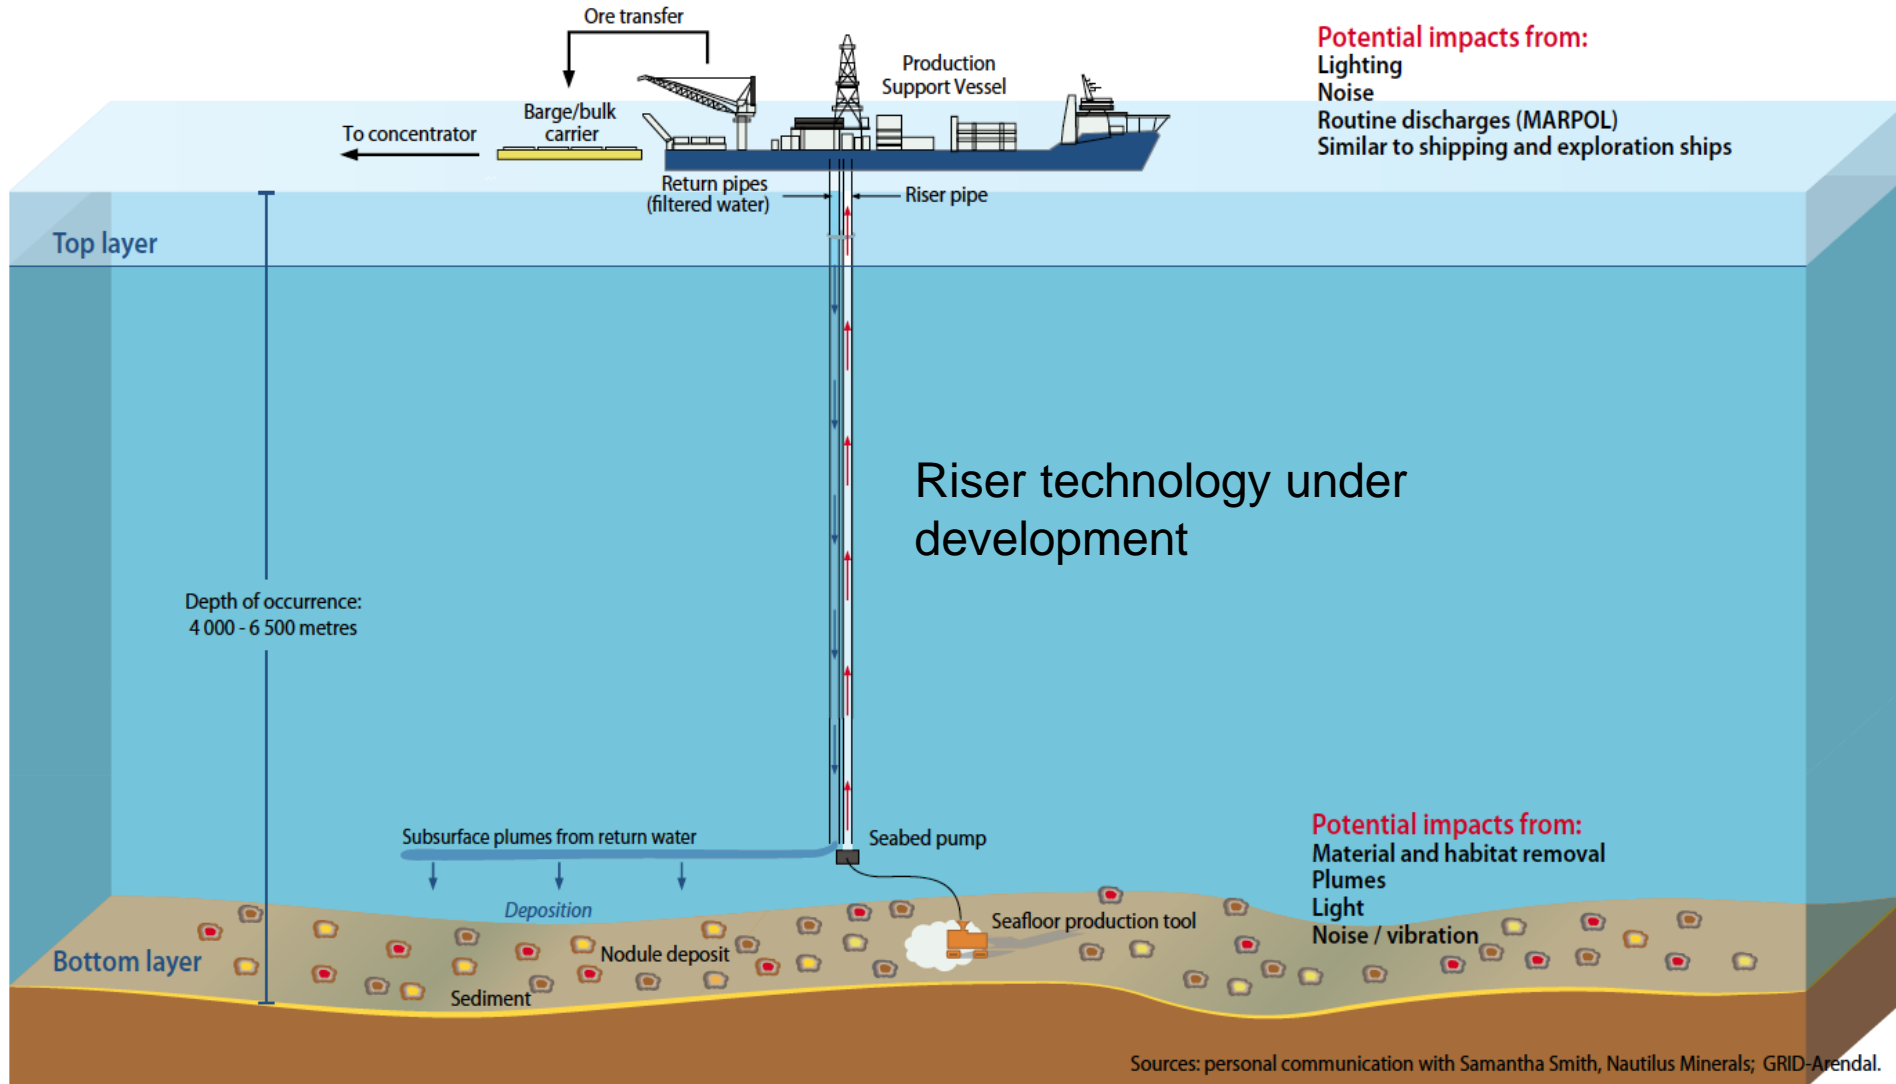 Ore transfer
Production
Support Vessel
Barge/bulk
carrier
To concentrator
Potential impacts from:
Lighting
Noise
Routine discharges (MARPOL)
Similar to shipping and exploration ships
Return pipes
(filtered water)
Riser pipe
Top layer
Riser technology under
development
Depth of occurrence:
4 000 - 6 500 metres
Subsurface plumes from return water
Seabed pump
Potential impacts from:
Material and habitat removal
Plumes
Light
Noise / vibration
Deposition
Seafloor production tool
Nodule deposit
Bottom layer
Sediment
Sources: personal communication with Samantha Smith, Nautilus Minerals; GRID-Arendal.